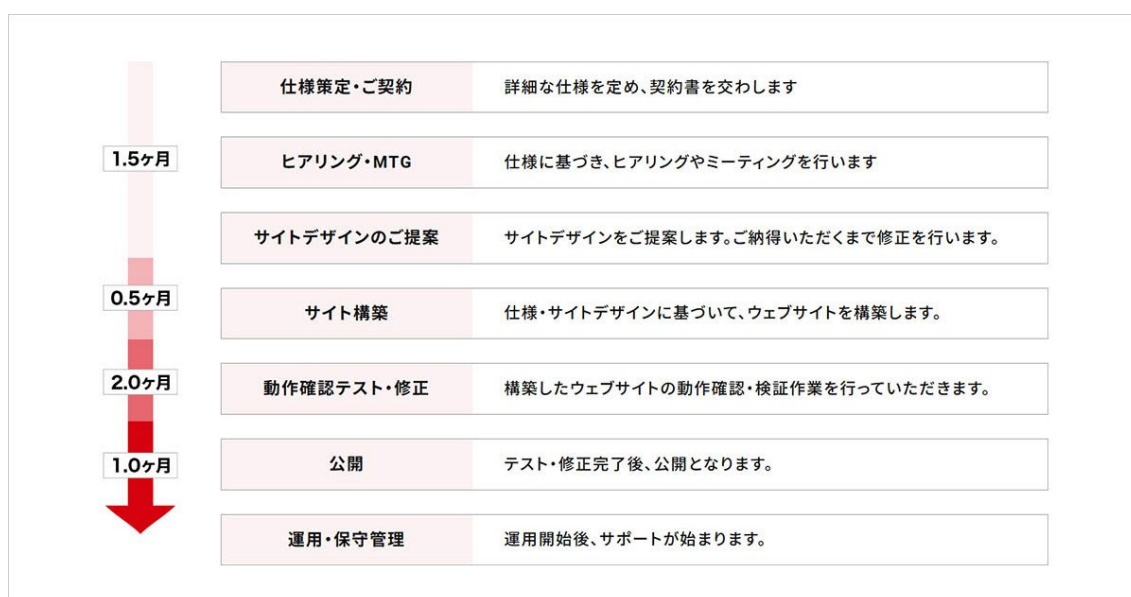 仕様策定・ご契約
詳細な仕様を定め、契約書を交わします
1.5ヶ月
ヒアリング・MTG
仕様に基づき、ヒアリングやミーティングを行います
サイトデザインのご提案
サイトデザインをご提案します。ご納得いただくまで修正を行います。
0.5ヶ月
サイト構築
仕様・サイトデザインに基づいて、ウェブサイトを構築します。
2.0ヶ月
動作確認テスト・修正
構築したウェブサイトの動作確認・検証作業を行っていただきます。
1.0ヶ月
公開
テスト・修正完了後、公開となります。
運用・保守管理
運用開始後、サポートが始まります。